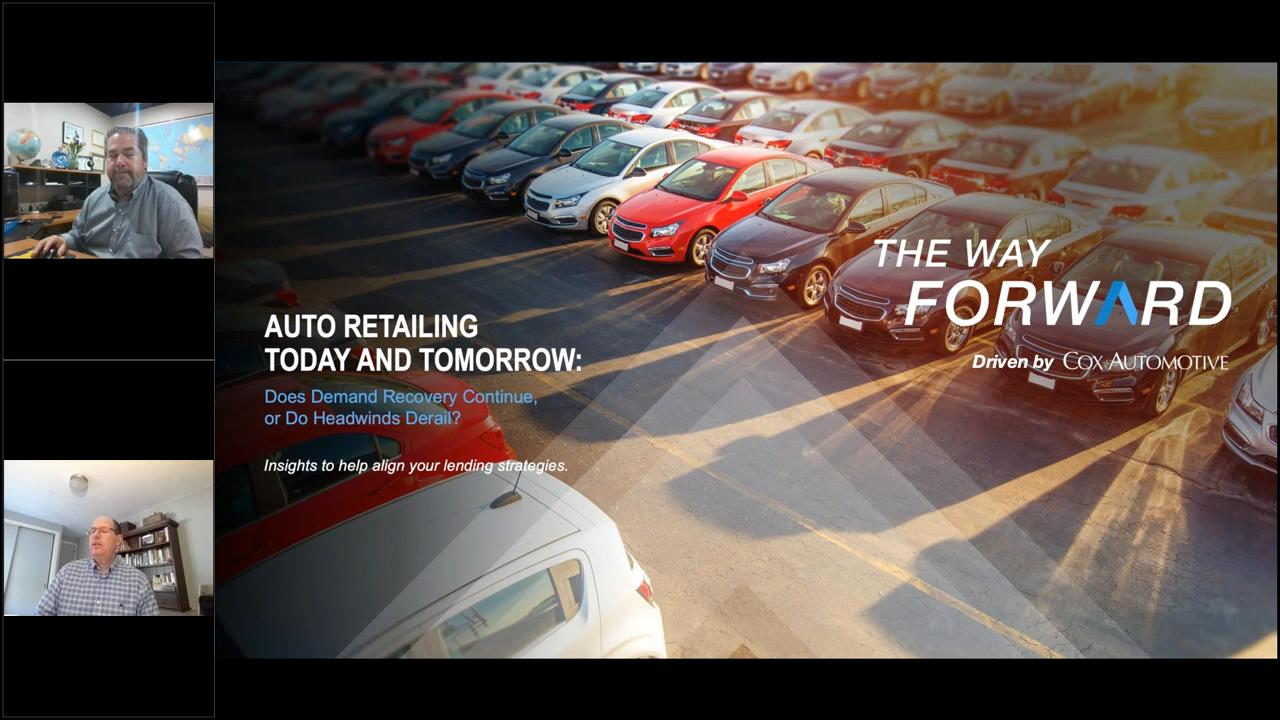 AUTO RETAILING
TODAY AND TOMORROW:
Does Demand Recovery Continue,
or Do Headwinds Derail?
Insights to help align your lending strategies.
THE WAY
FORWARD
Driven by COX AUTOMOTIVE